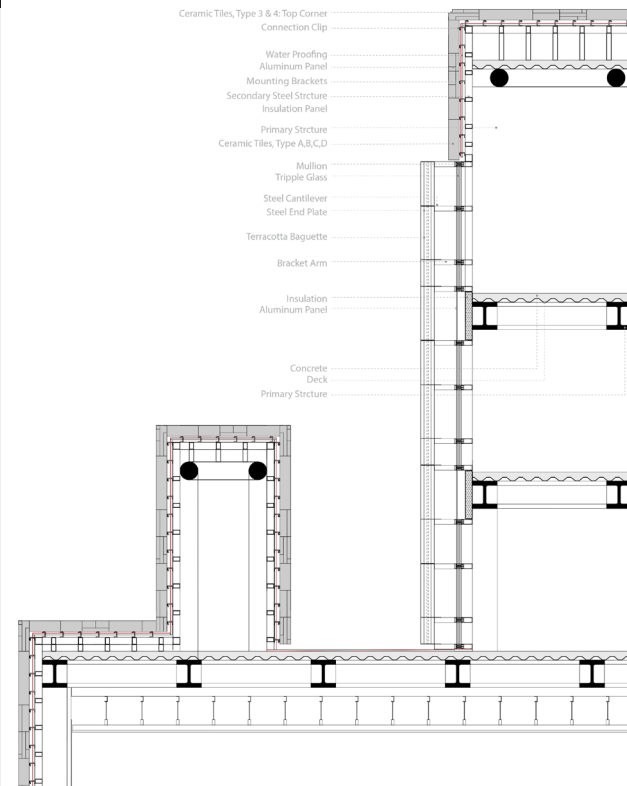 Ceramic Tiles, Type 3 & 4: Top Corner
Connection Clip
Water Proofing
Aluminum Panel
Mounting Brackets
Secondary Steel Strcture
Insulation Panel
Primary Strcture
Ceramic Tiles, Type A,B,C,D
Mullion
Tripple Glass
Steel Cantilever
Steel End Plate
Terracotta Baguette
Bracket Arm
Insulation
Aluminum Panel
Concrete
Deck
Primary Strcture